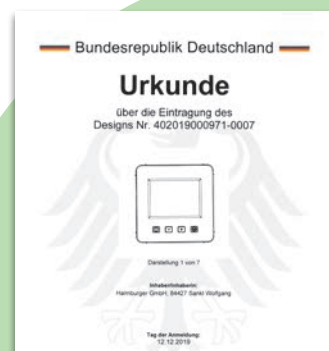 Bundesrepublik Deutschland
Urkunde
über die Eintragung des
Designs Nr. 402019000971-0007
Darstellung 1 von 7
Inhaber/Inhaberin:
Haimburger GmbH, 84427 Sankt Wolfgang
Tag der Anmeldung:
12.12.2019